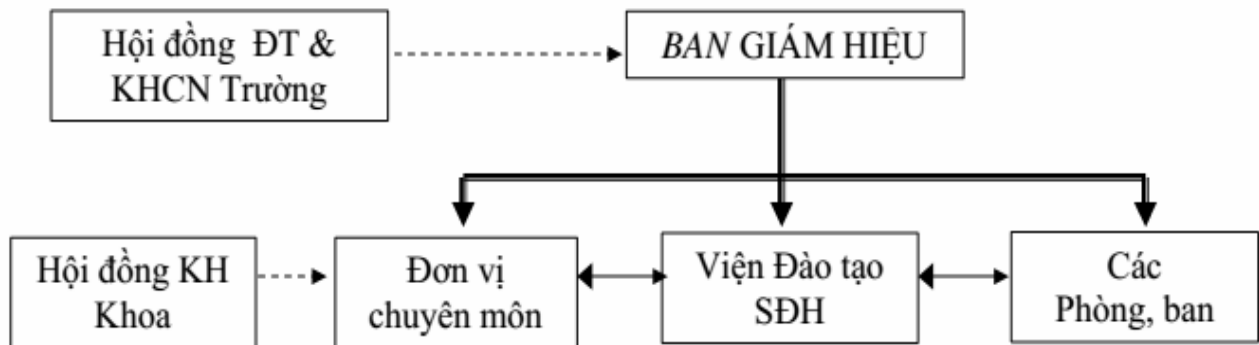 Hội đồng ĐT &
KHCN Trường
BAN GIÁM HIỆU
Hội đồng KH
Khoa
Đơn vị
chuyên môn
Viện Đào tạo
SĐH
Các
Phòng, ban